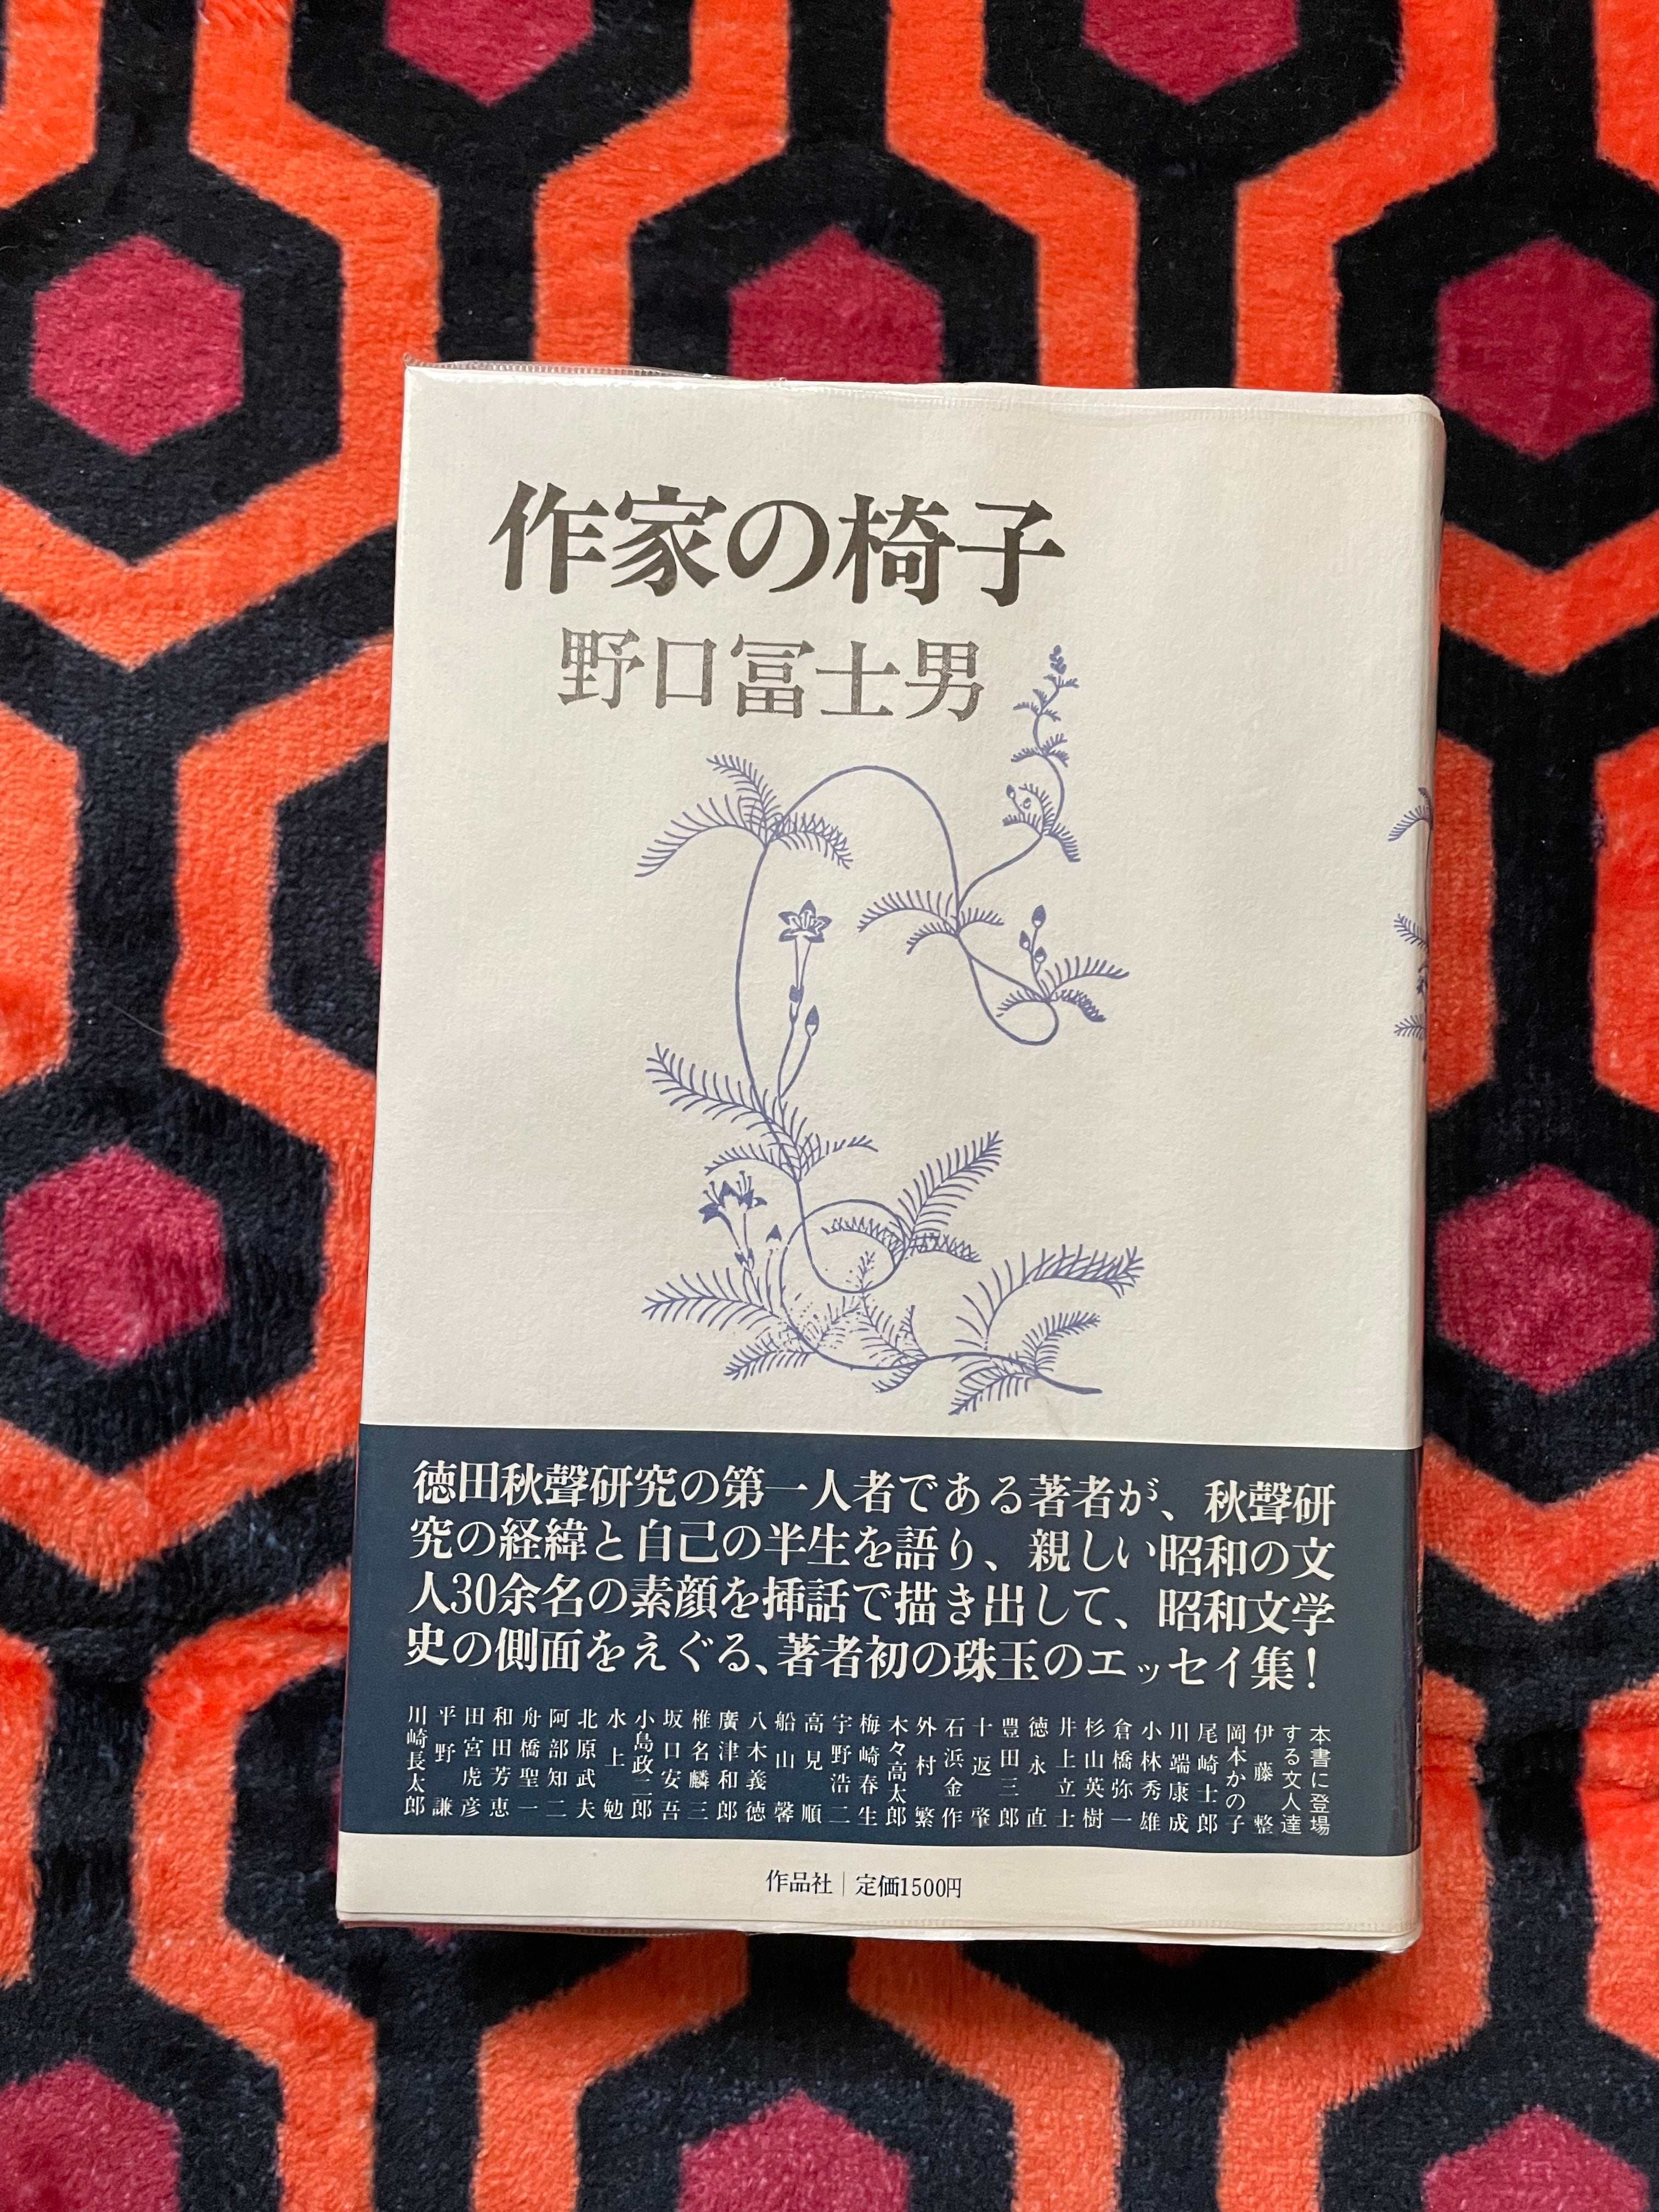 作家の椅子
野口冨士男
徳田秋聲研究の第一人者である著者が、秋聲研
究の経緯と自己の半生を語り、親しい昭和の文
人30余名の素顔を挿話で描き出して、昭和文学
史の側面をえぐる、著者初の珠玉のエッセイ集！
本書に登場
する文人達
伊藤整
岡本かの子
尾崎士郎
川端康成
小林秀雄
倉橋弥一
杉山英樹
井上立士
徳永直
豊田三郎
十返肇
石浜金作
外村繁
木々高太郎
梅崎春生
宇野浩二
高見順
船山馨
八木義徳
廣津和郎
椎名麟三
坂口安吾
小島政二郎
水上勉
北原武夫
阿部知二
舟橋聖一
和田芳恵
田宮虎彦
平野謙
川崎長太郎
作品社｜定価1500円